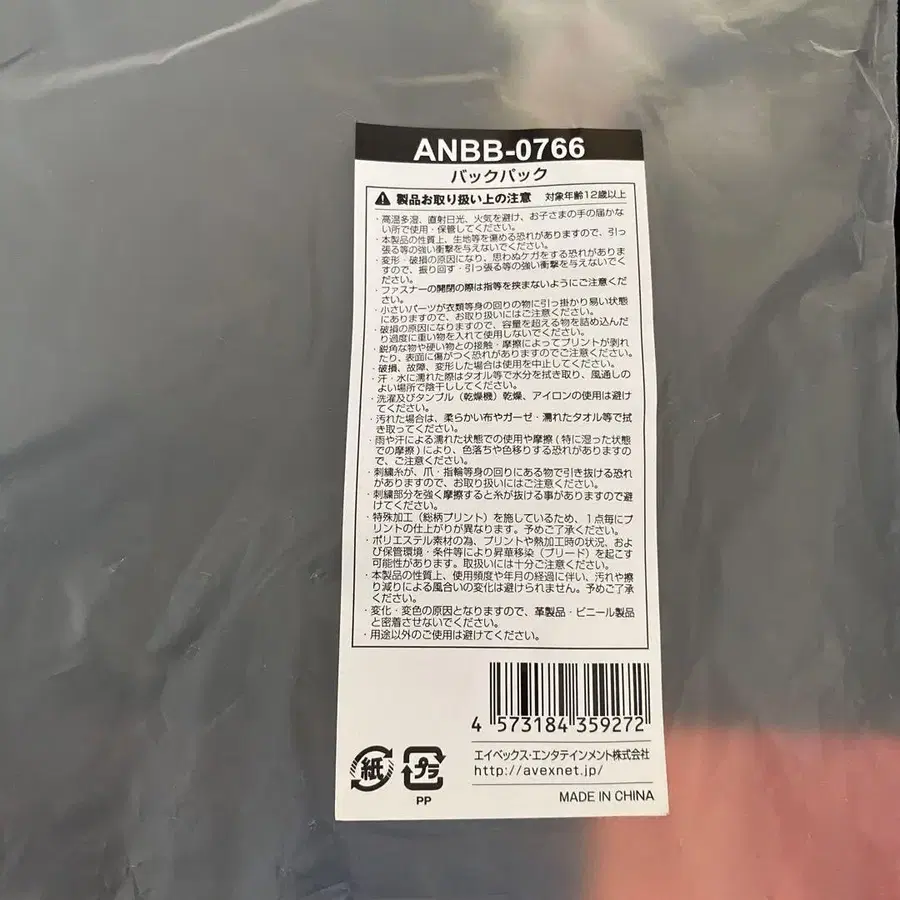 ANBB-0766
バックパック
製品お取り扱い上の注意 対象年齢12歳以上
・高温多湿、直射日光、火気を避け、お子さまの手の届かな
い所で使用・保管してください。
・本製品の性質上、生地等を傷める恐れがありますので、引っ
張る等の強い衝撃を与えないでください。
・変形・破損の原因になり、思わぬケガをする恐れがあり
ますので、振り回す・引っ張る等の強い衝撃を与えないでく
ださい。
・ファスナーの開閉の際は指等を挟まないようにご注意くだ
さい。
・小さいパーツが衣類等身の回りの物に引っ掛かり易い状態
にありますので、お取り扱いにはご注意ください。
・破損の原因になりますので、容量を超える物を詰め込んだ
り過度に重い物を入れて使用しないでください。
・鋭角な物や硬い物との接触・摩擦によってプリントが剥れ
たり、表面に傷がつく恐れがありますのでご注意ください。
・破損、故障、変形した場合は使用を中止してください。
・汗・水に濡れた際はタオル等で水分を拭き取り、風通しの
よい場所で陰干ししてください。
・洗濯及びタンブル（乾燥機）乾燥、アイロンの使用は避け
てください。
・汚れた場合は、柔らかい布やガーゼ・濡れたタオル等で拭
き取ってください。
・雨や汗による濡れた状態での使用や摩擦（特に湿った状態
での摩擦）により、色落ちや色移りする恐れがありますの
で、ご注意ください。
・刺繍糸が、爪・指輪等身の回りにある物で引き抜ける恐れ
がありますので、お取り扱いにはご注意ください。
・刺繍部分を強く摩擦すると糸が抜ける事がありますので避
けてください。
・特殊加工（総柄プリント）を施しているため、1点毎にプ
リントの仕上がりが異なります。予めご了承ください。
・ポリエステル素材の為、プリントや熱加工時の状況、およ
び保管環境・条件等により昇華移染（ブリード）を起こす
可能性があります。取扱いには十分ご注意ください。
・本製品の性質上、使用頻度や年月の経過に伴い、汚れや擦
り減りによる風合いの変化は避けられません。予めご了承
ください。
・変化・変色の原因となりますので、革製品・ビニール製品
と密着させないでください。
・用途以外のご使用は避けてください。
4 573184 359272
エイベックス・エンタテインメント株式会社
http://avexnet.jp/
紙 プラ
PP
MADE IN CHINA